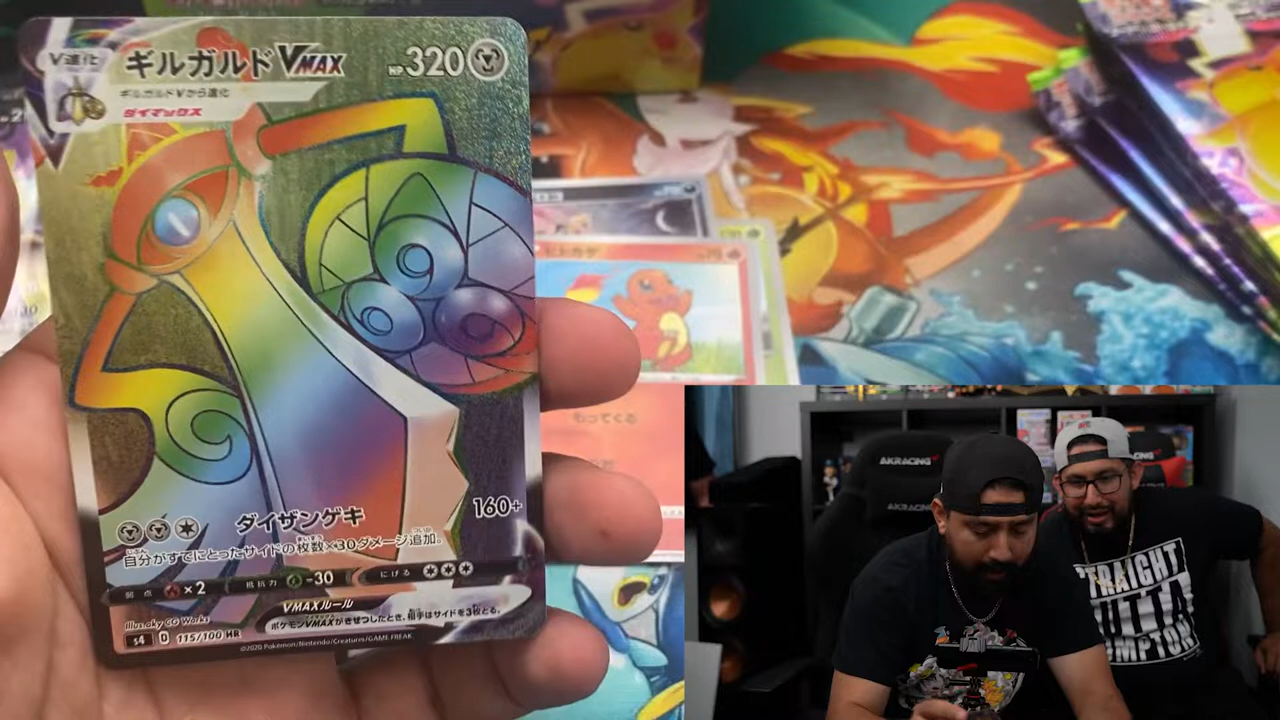 V進化
ギルガルドVMAX
HP320
ギルガルドVから進化
ダイマックス
ダイザンゲキ
160+
自分がすでにとったサイドの枚数×30ダメージ追加。
弱点 ×2 抵抗力 -30 にげる
VMAXルール
ポケモンVMAXがきぜつしたとき、相手はサイドを3枚とる。
Illus.aky CG Works
s4 D 115/100 HR
©2020 Pokémon/Nintendo/Creatures/GAME FREAK
もってくる
AKRACING
AKRACING
STRAIGHT
OUTTA
COMPTON